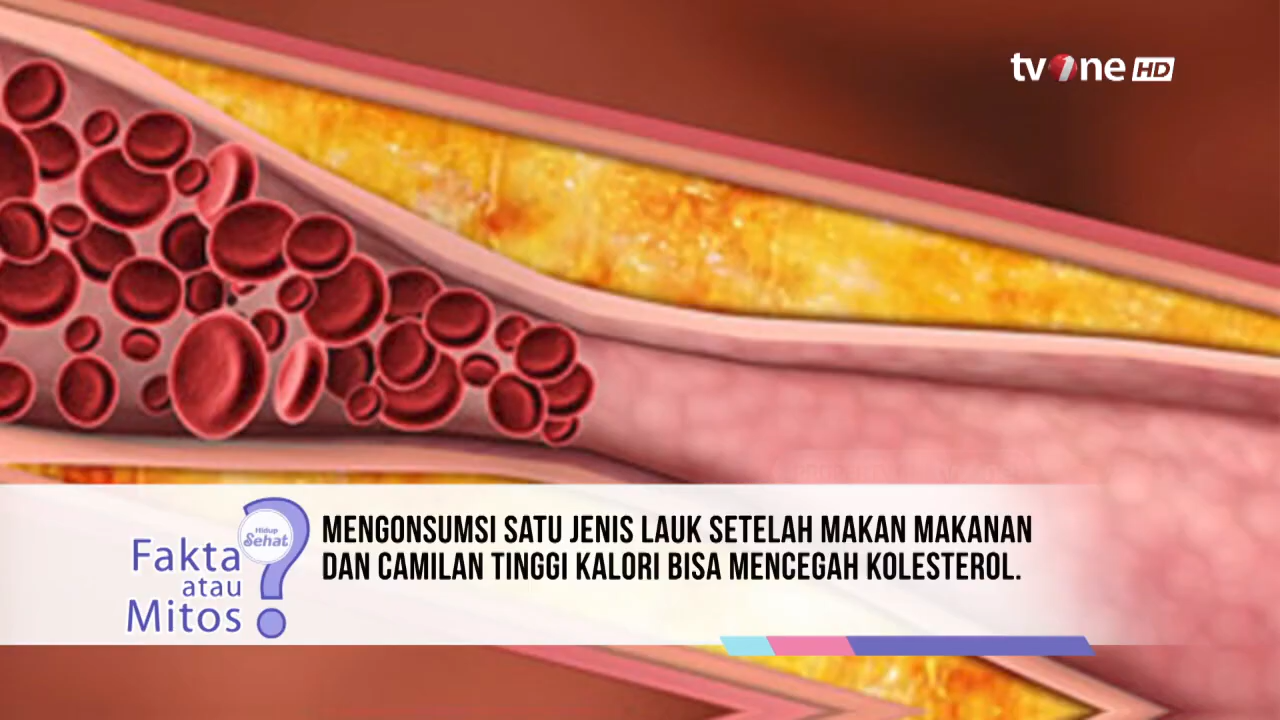 tvOne HD
MENGONSUMSI SATU JENIS LAUK SETELAH MAKAN MAKANAN
DAN CAMILAN TINGGI KALORI BISA MENCEGAH KOLESTEROL.
Hidup
Sehat
Fakta
atau
Mitos
?